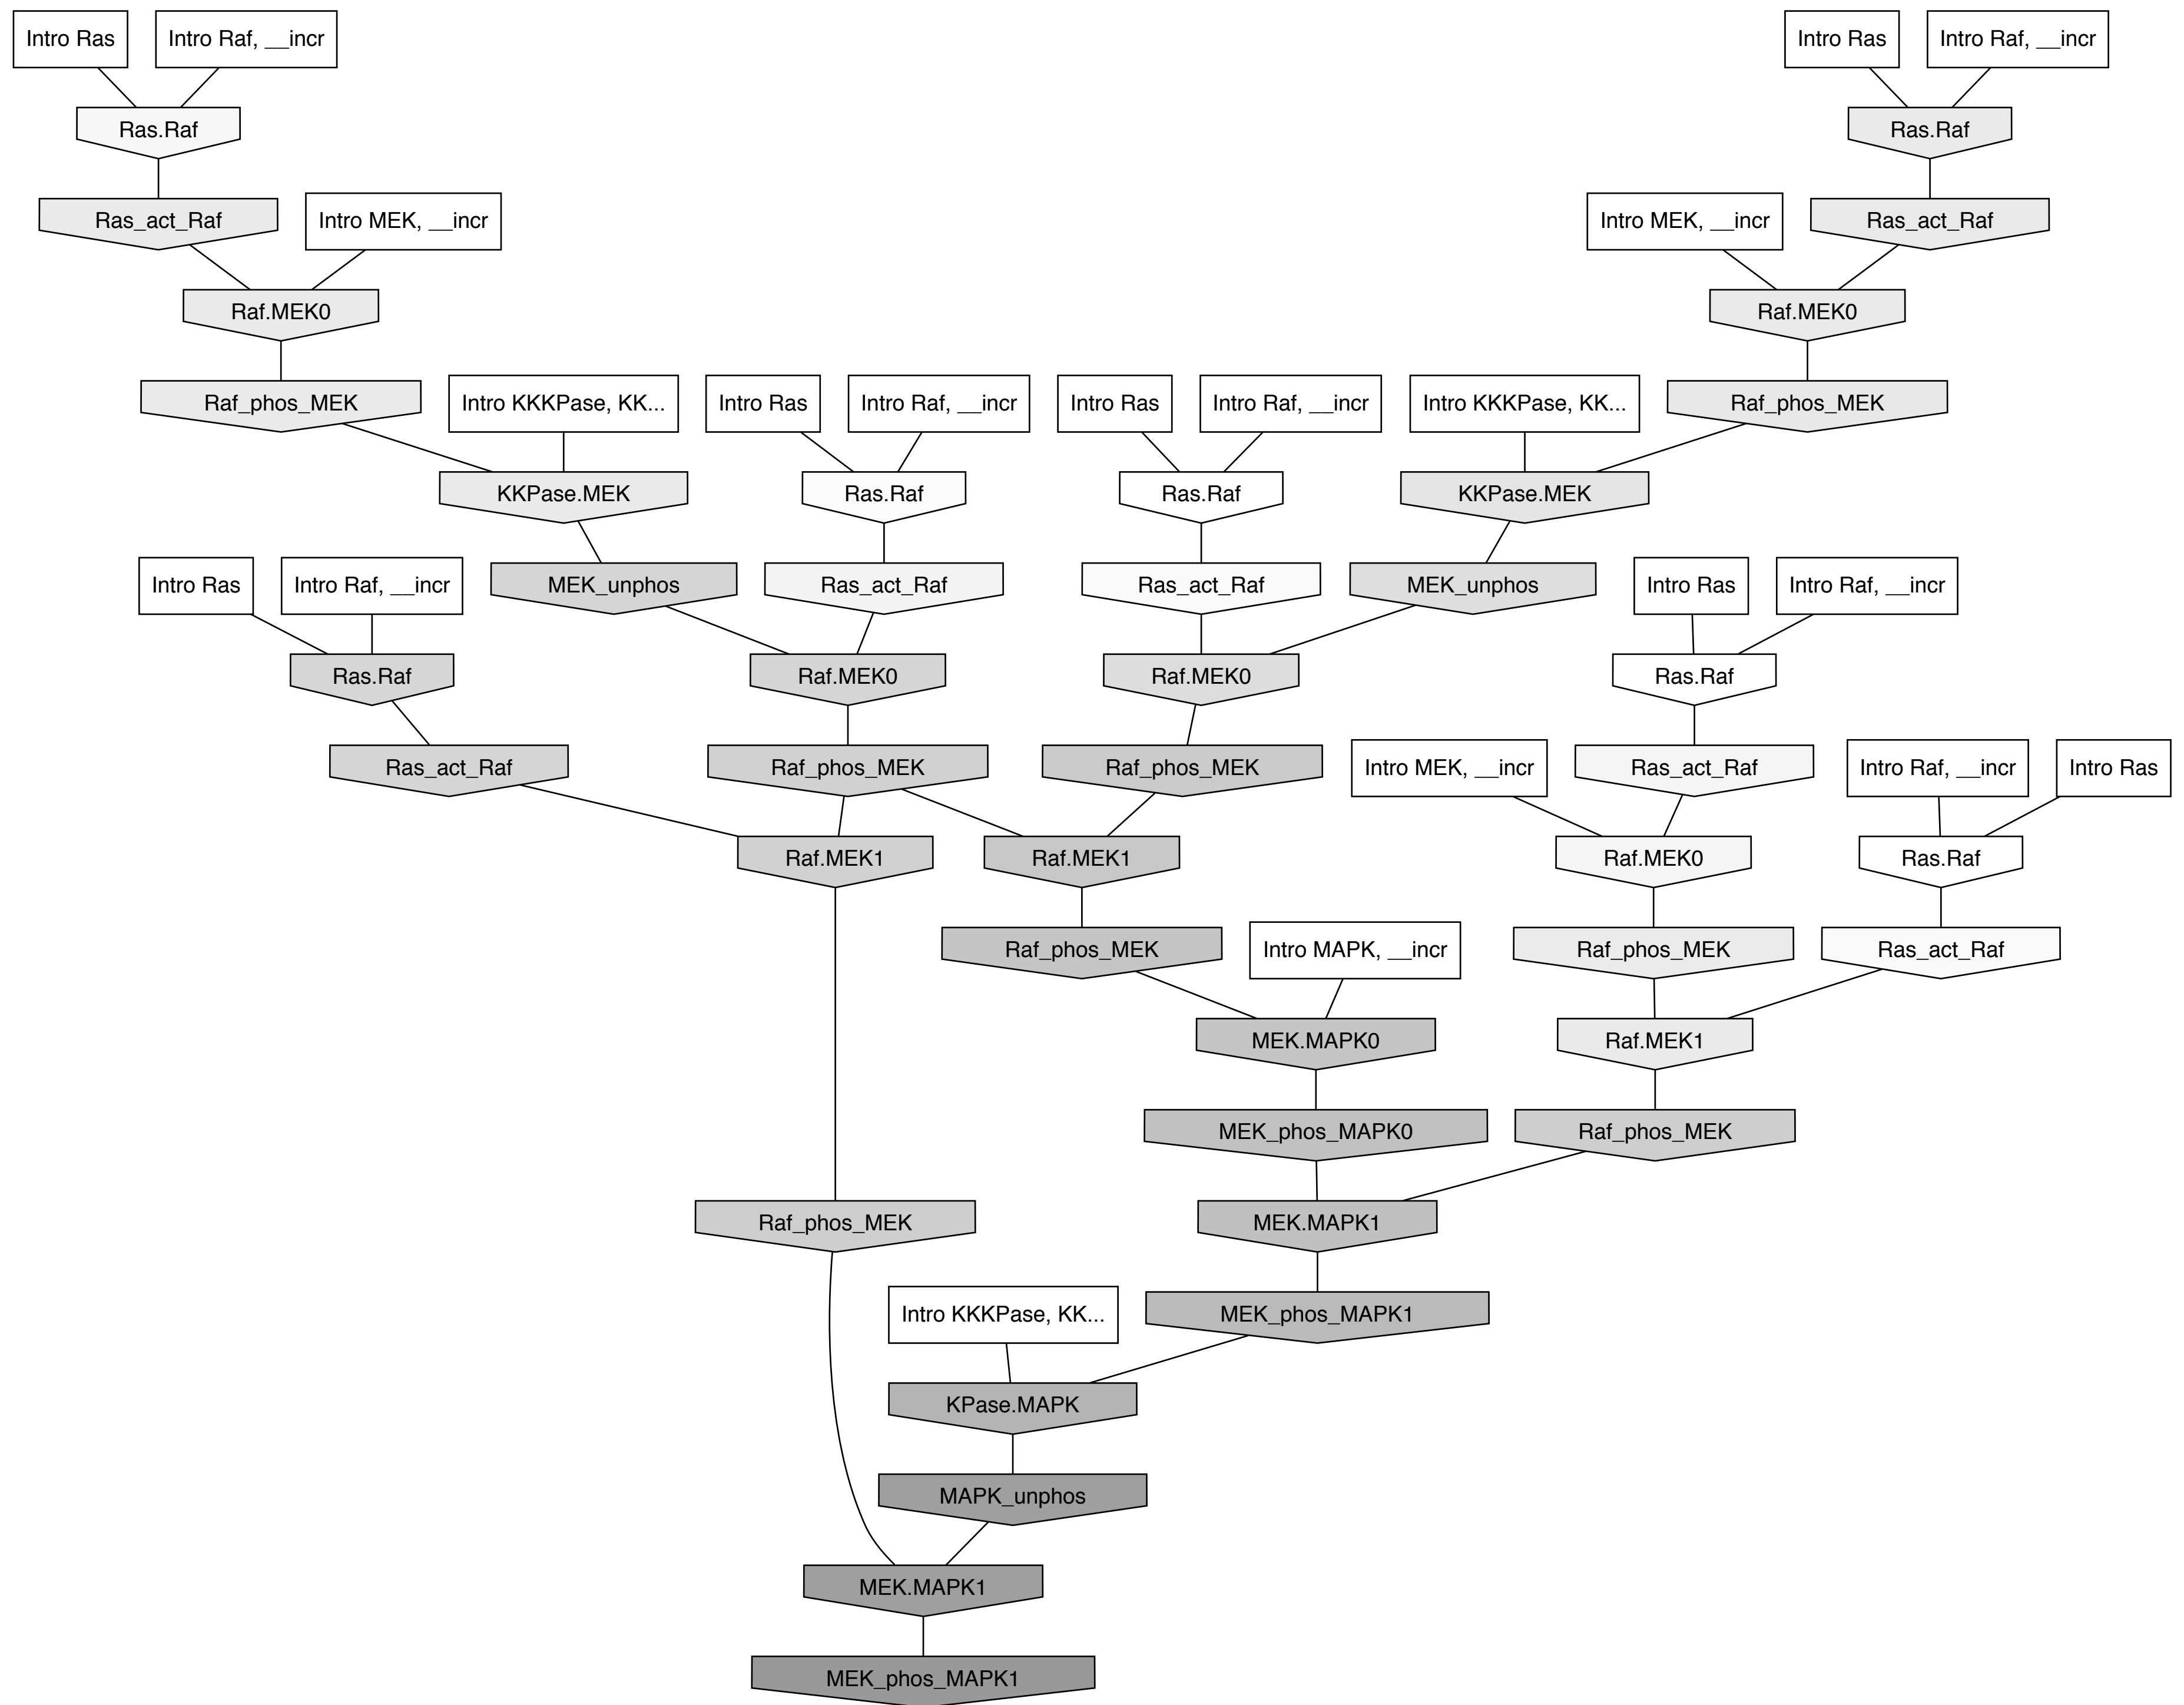 Intro Ras
Intro Raf, __incr
Intro Ras
Intro Raf, __incr
Ras.Raf
Ras.Raf
Ras_act_Raf
Intro MEK, __incr
Intro MEK, __incr
Ras_act_Raf
Raf.MEK0
Raf.MEK0
Raf_phos_MEK
Intro KKKPase, KK...
Intro Ras
Intro Raf, __incr
Intro Ras
Intro Raf, __incr
Intro KKKPase, KK...
Raf_phos_MEK
KKPase.MEK
Ras.Raf
Ras.Raf
KKPase.MEK
Intro Ras
Intro Raf, __incr
MEK_unphos
Ras_act_Raf
Ras_act_Raf
MEK_unphos
Intro Ras
Intro Raf, __incr
Ras.Raf
Raf.MEK0
Raf.MEK0
Ras.Raf
Ras_act_Raf
Raf_phos_MEK
Raf_phos_MEK
Intro MEK, __incr
Ras_act_Raf
Intro Raf, __incr
Intro Ras
Raf.MEK1
Raf.MEK1
Raf.MEK0
Ras.Raf
Raf_phos_MEK
Intro MAPK, __incr
Raf_phos_MEK
Ras_act_Raf
MEK.MAPK0
Raf.MEK1
MEK_phos_MAPK0
Raf_phos_MEK
Raf_phos_MEK
MEK.MAPK1
Intro KKKPase, KK...
MEK_phos_MAPK1
KPase.MAPK
MAPK_unphos
MEK.MAPK1
MEK_phos_MAPK1